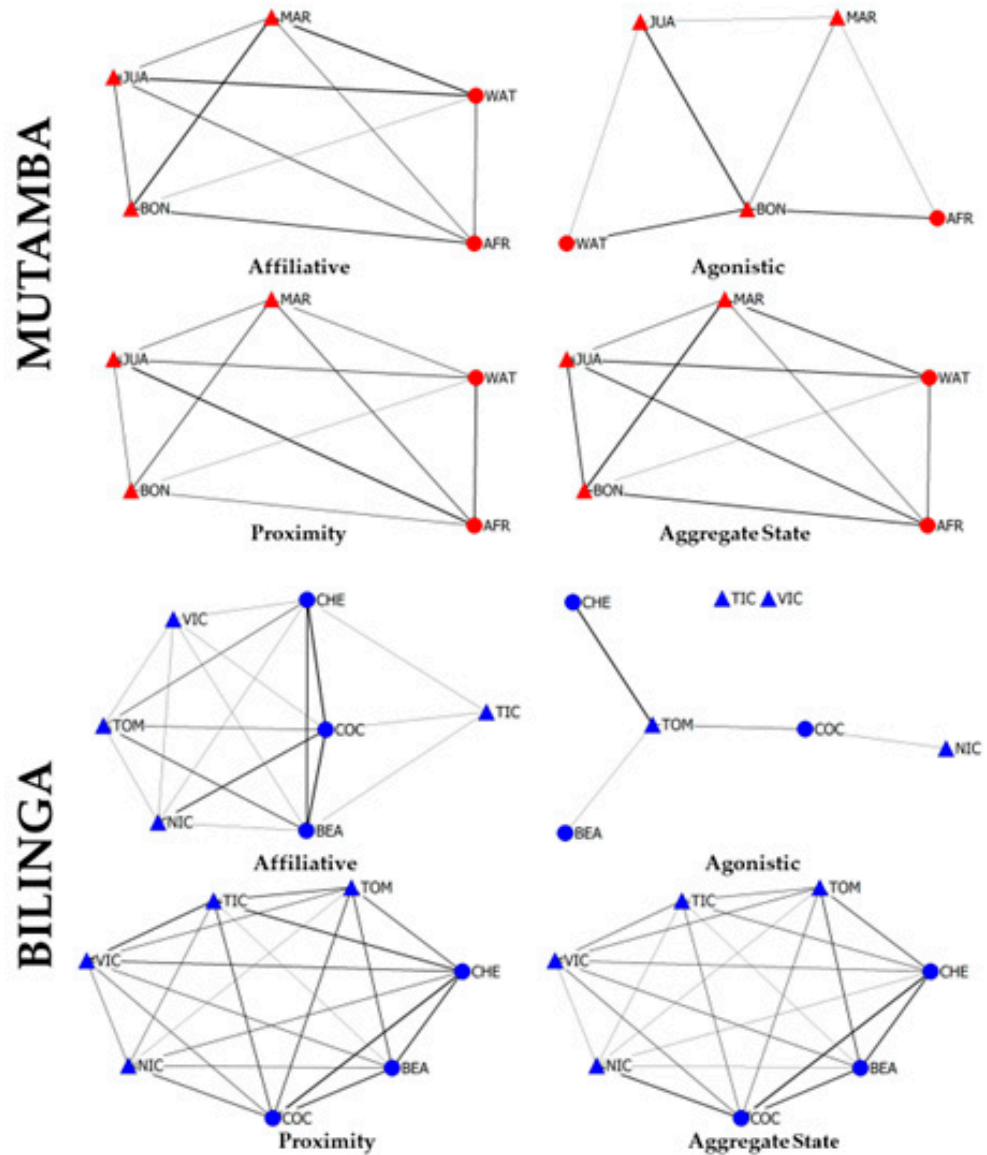 MUTAMBA
MAR
JUA
WAT
BON
AFR
Affiliative
JUA
MAR
BON
AFR
WAT
Agonistic
MAR
JUA
WAT
BON
AFR
Proximity
MAR
JUA
WAT
BON
AFR
Aggregate State
BILINGA
CHE
VIC
TIC
TOM
COC
NIC
BEA
Affiliative
CHE
TIC
VIC
TOM
COC
NIC
BEA
Agonistic
TOM
TIC
VIC
CHE
NIC
BEA
COC
Proximity
TOM
TIC
VIC
CHE
NIC
BEA
COC
Aggregate State